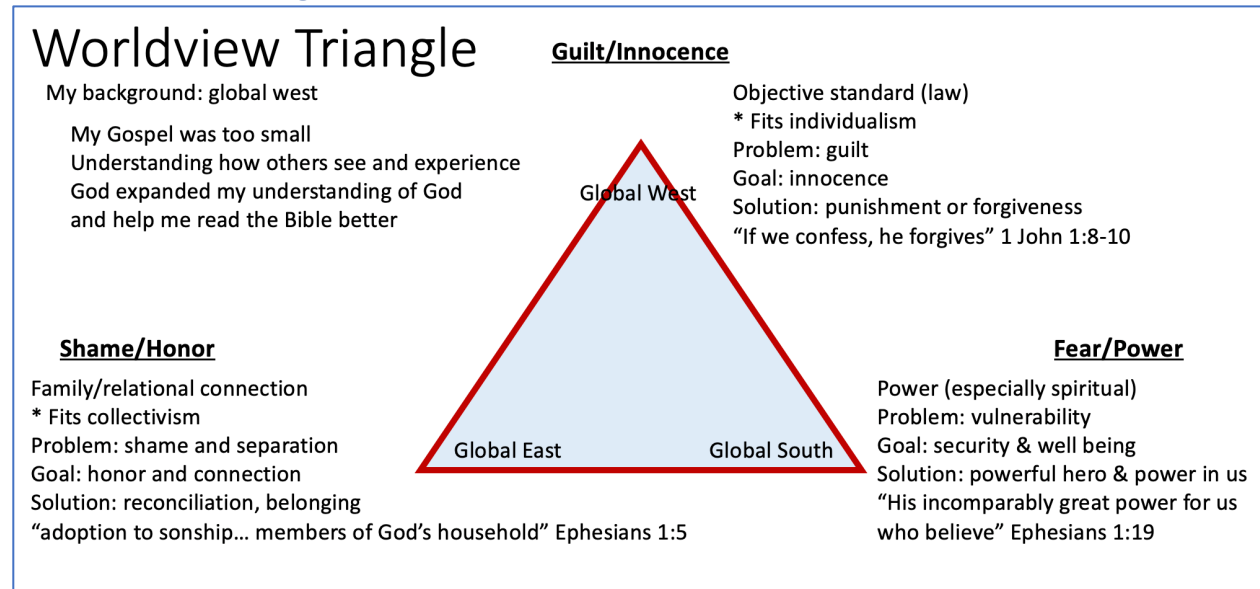 Worldview Triangle
My background: global west
My Gospel was too small
Understanding how others see and experience
God expanded my understanding of God
and help me read the Bible better
Guilt/Innocence
Objective standard (law)
* Fits individualism
Problem: guilt
Goal: innocence
Solution: punishment or forgiveness
“If we confess, he forgives” 1 John 1:8-10
Global West
Shame/Honor
Family/relational connection
* Fits collectivism
Problem: shame and separation
Goal: honor and connection
Solution: reconciliation, belonging
“adoption to sonship… members of God’s household” Ephesians 1:5
Global East
Global South
Fear/Power
Power (especially spiritual)
Problem: vulnerability
Goal: security & well being
Solution: powerful hero & power in us
“His incomparably great power for us
who believe” Ephesians 1:19